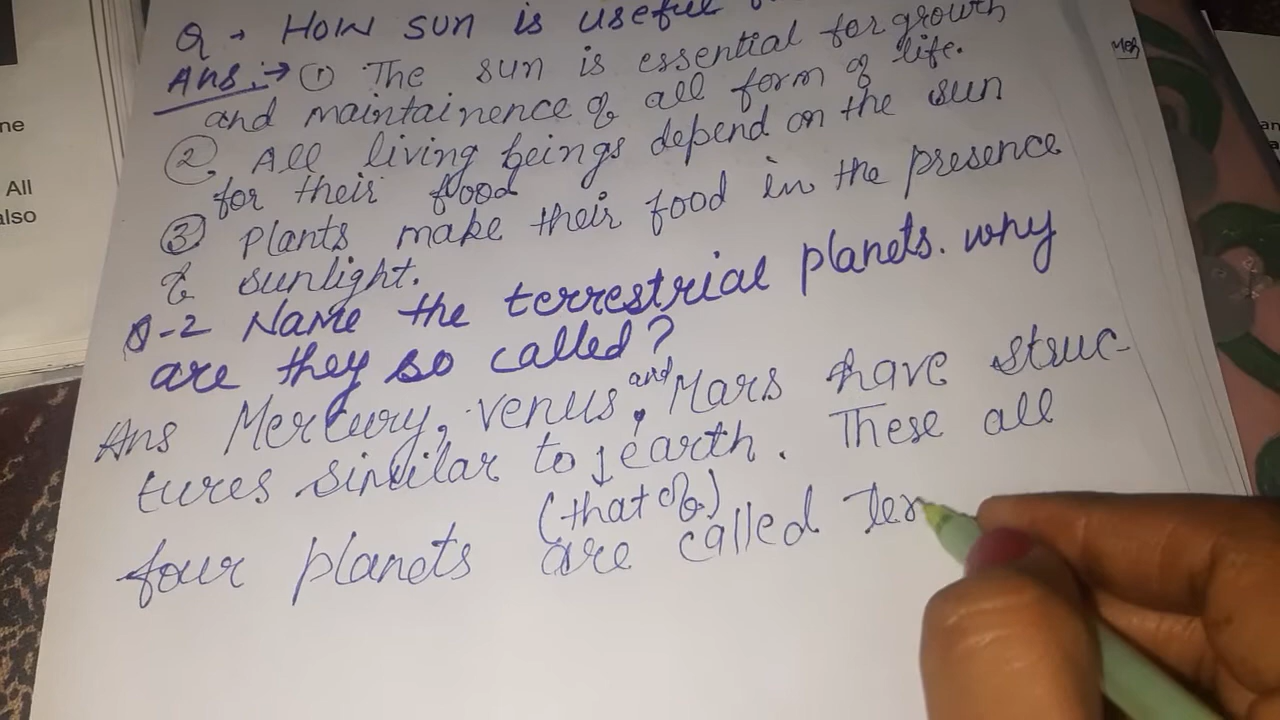 Q → How sun is useful
Ans :→ ① The sun is essential for growth
and maintainence of all form of life.
②. All living beings depend on the sun
for their food
③ plants make their food in the presence
of sunlight.
Q-2 Name the terrestrial planets. why
are they so called?
Ans Mercury, venus, and Mars have struc-
tures similar to ↓ earth. These all
(that of)
four planets are called Ter
ne
All
also